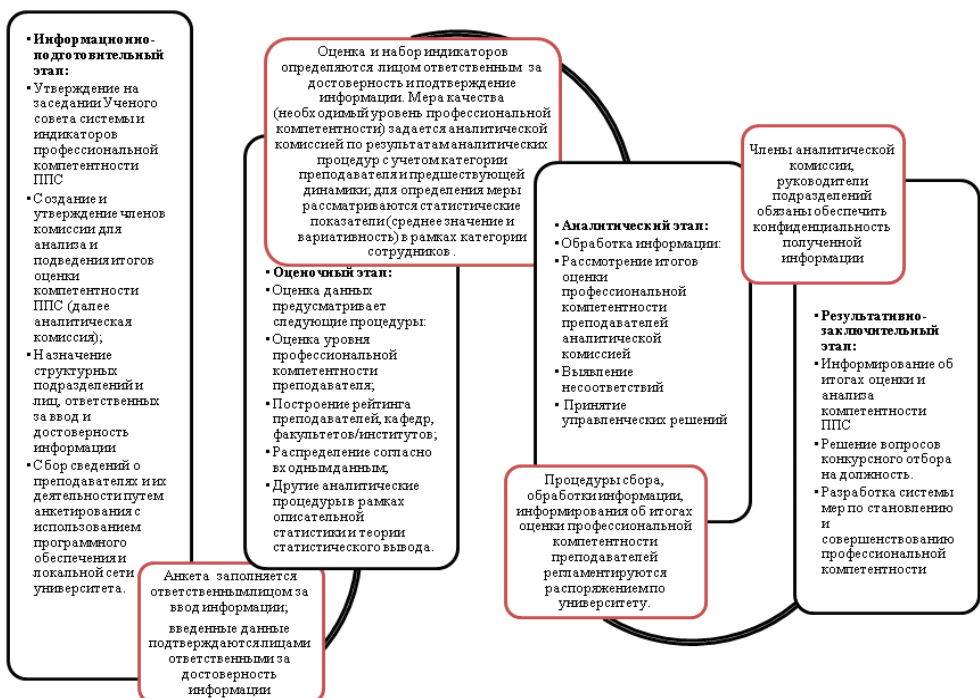 ▪ Информационно-
подготовительный
этап:
▪ Утверждение на
заседании Ученого
совета системы и
индикаторов
профессиональной
компетентности
ППС
▪ Создание и
утверждение членов
комиссии для
анализа и
подведения итогов
оценки
компетентности
ППС (далее
аналитическая
комиссия);
▪ Назначение
структурных
подразделений и
лиц, ответственных
за ввод и
достоверность
информации
▪ Сбор сведений о
преподавателях и их
деятельности путем
анкетирования с
использованием
программного
обеспечения и
локальной сети
университета.
Анкета заполняется
ответственным лицом за
ввод информации;
введенные данные
подтверждаются лицами
ответственными за
достоверность
информации
Оценка и набор индикаторов
определяются лицом ответственным за
достоверность и подтверждение
информации. Мера качества
(необходимый уровень профессиональной
компетентности) задается аналитической
комиссией по результатам аналитических
процедур с учетом категории
преподавателя и предшествующей
динамики; для определения меры
рассматриваются статистические
показатели (среднее значение и
вариативность) в рамках категории
сотрудников .
▪ Оценочный этап:
▪ Оценка данных
предусматривает
следующие процедуры:
▪ Оценка уровня
профессиональной
компетентности
преподавателя;
▪ Построение рейтинга
преподавателей, кафедр,
факультетов/институтов;
▪ Распределение согласно
входным данным;
▪ Другие аналитические
процедуры в рамках
описательной
статистики и теории
статистического вывода.
▪ Аналитический этап:
▪ Обработка информации:
▪ Рассмотрение итогов
оценки
профессиональной
компетентности
преподавателей
аналитической
комиссией
▪ Выявление
несоответствий
▪ Принятие
управленческих решений
Процедуры сбора,
обработки информации,
информирования об итогах
оценки профессиональной
компетентности
преподавателей
регламентируются
распоряжением по
университету.
Члены аналитической
комиссии,
руководители
подразделений
обязаны обеспечить
конфиденциальность
полученной
информации
▪ Результативно-
заключительный
этап:
▪ Информирование об
итогах оценки и
анализа
компетентности
ППС
▪ Решение вопросов
конкурсного отбора
на должность.
▪ Разработка системы
мер по становлению
и
совершенствованию
профессиональной
компетентности